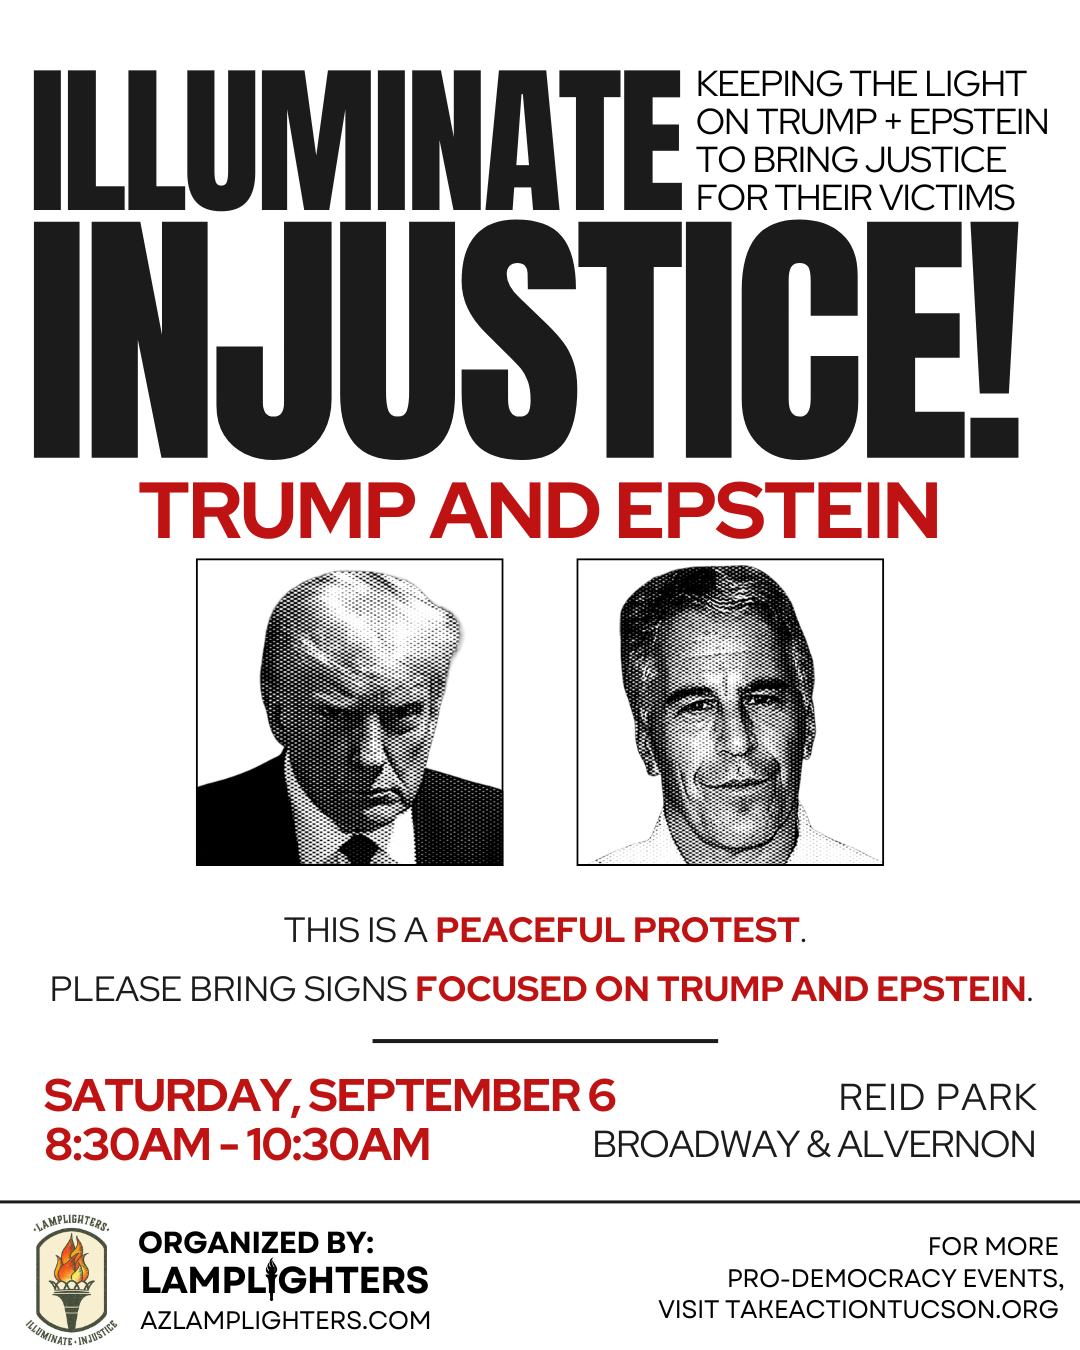 ILLUMINATE
KEEPING THE LIGHT
ON TRUMP + EPSTEIN
TO BRING JUSTICE
FOR THEIR VICTIMS
INJUSTICE!
TRUMP AND EPSTEIN
THIS IS A PEACEFUL PROTEST.
PLEASE BRING SIGNS FOCUSED ON TRUMP AND EPSTEIN.
SATURDAY, SEPTEMBER 6
8:30AM - 10:30AM
REID PARK
BROADWAY & ALVERNON
·LAMPLIGHTERS·
ILLUMINATE·INJUSTICE
ORGANIZED BY:
LAMPLIGHTERS
AZLAMPLIGHTERS.COM
FOR MORE
PRO-DEMOCRACY EVENTS,
VISIT TAKEACTIONTUCSON.ORG